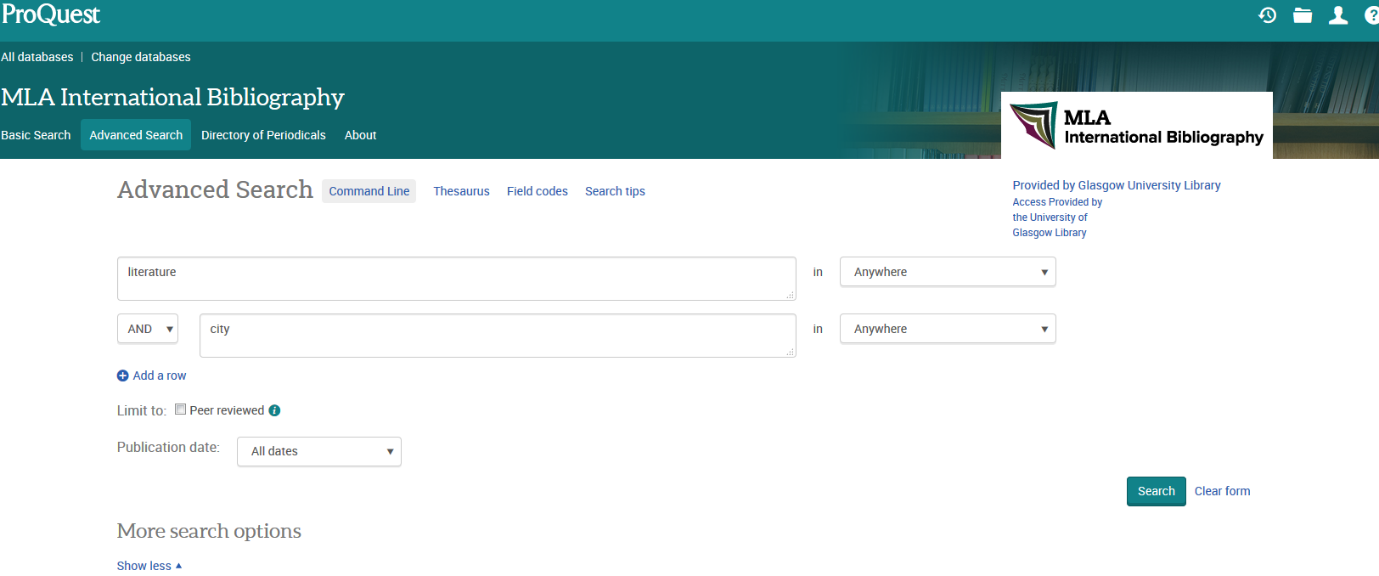 ProQuest
?
All databases | Change databases
MLA International Bibliography
Basic Search Advanced Search Directory of Periodicals About
MLA
International Bibliography
Advanced Search Command Line Thesaurus Field codes Search tips
Provided by Glasgow University Library
Access Provided by
the University of
Glasgow Library
literature in Anywhere
AND city in Anywhere
Add a row
Limit to: Peer reviewed i
Publication date: All dates
Search Clear form
More search options
Show less